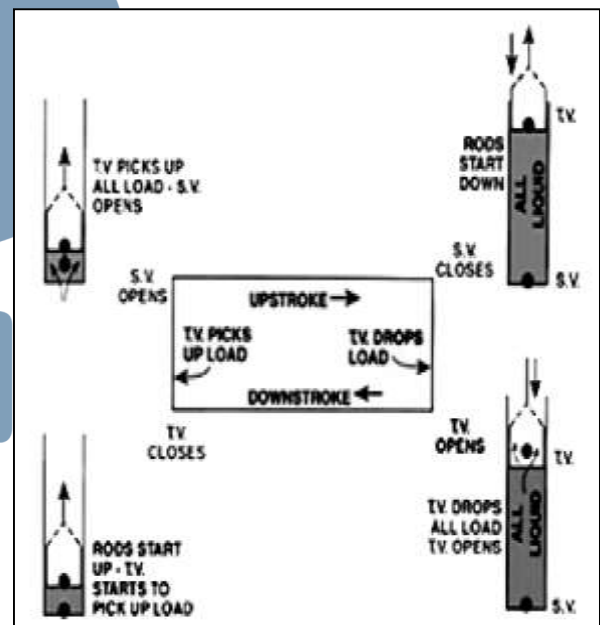 T.V PICKS UP
ALL LOAD - S.V.
OPENS
RODS
START
DOWN
T.V.
ALL
LIQUID
S.V.
S.V.
CLOSES
S.V.
OPENS
UPSTROKE
T.V. PICKS
UP LOAD
T.V. DROPS
LOAD
DOWNSTROKE
T.V.
CLOSES
T.V.
OPENS
T.V.
ALL
LIQUID
T.V. DROPS
ALL LOAD
T.V. OPENS
S.V.
RODS START
UP - T.V.
STARTS TO
PICK UP LOAD